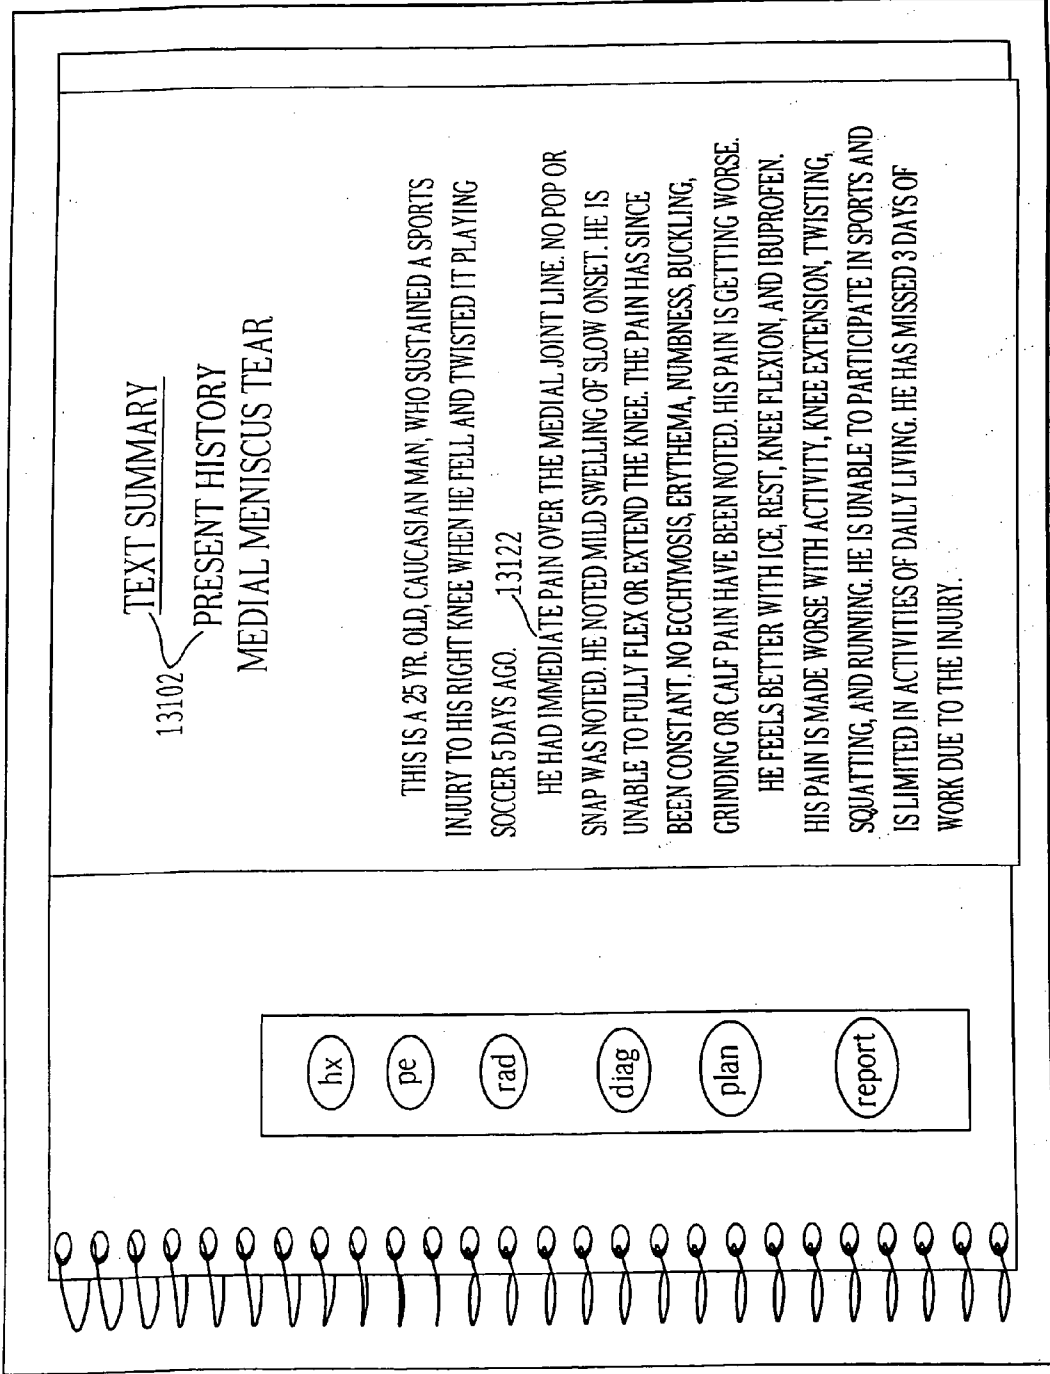 TEXT SUMMARY
13102
PRESENT HISTORY
MEDIAL MENISCUS TEAR
THIS IS A 25 YR. OLD, CAUCASIAN MAN, WHO SUSTAINED A SPORTS
INJURY TO HIS RIGHT KNEE WHEN HE FELL AND TWISTED IT PLAYING
SOCCER 5 DAYS AGO.
13122
HE HAD IMMEDIATE PAIN OVER THE MEDIAL JOINT LINE. NO POP OR
SNAP WAS NOTED. HE NOTED MILD SWELLING OF SLOW ONSET. HE IS
UNABLE TO FULLY FLEX OR EXTEND THE KNEE. THE PAIN HAS SINCE
BEEN CONSTANT. NO ECCHYMOSIS, ERYTHEMA, NUMBNESS, BUCKLING,
GRINDING OR CALF PAIN HAVE BEEN NOTED. HIS PAIN IS GETTING WORSE.
HE FEELS BETTER WITH ICE, REST, KNEE FLEXION, AND IBUPROFEN.
HIS PAIN IS MADE WORSE WITH ACTIVITY, KNEE EXTENSION, TWISTING,
SQUATTING, AND RUNNING. HE IS UNABLE TO PARTICIPATE IN SPORTS AND
IS LIMITED IN ACTIVITIES OF DAILY LIVING. HE HAS MISSED 3 DAYS OF
WORK DUE TO THE INJURY.
hx
pe
rad
diag
plan
report